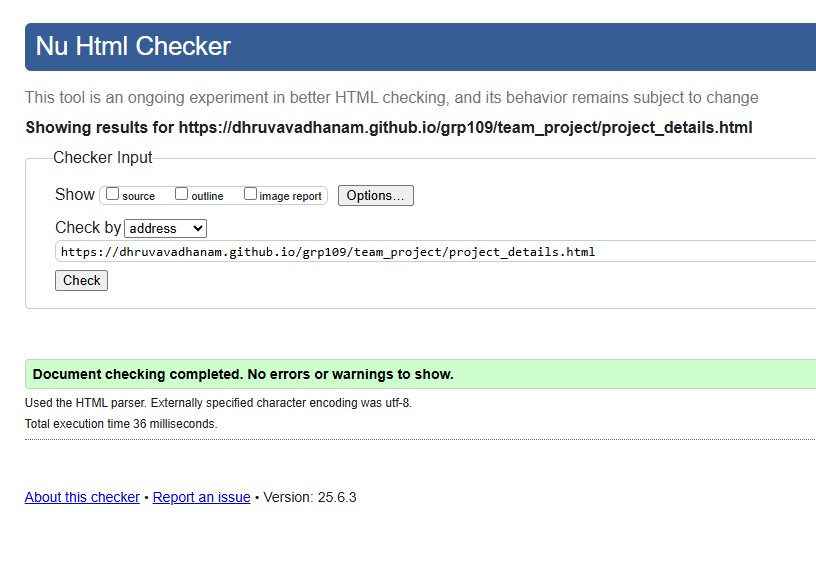 Nu Html Checker
This tool is an ongoing experiment in better HTML checking, and its behavior remains subject to change
Showing results for https://dhruvavadhanam.github.io/grp109/team_project/project_details.html
Checker Input
Show source outline image report Options...
Check by address
https://dhruvavadhanam.github.io/grp109/team_project/project_details.html
Check
Document checking completed. No errors or warnings to show.
Used the HTML parser. Externally specified character encoding was utf-8.
Total execution time 36 milliseconds.
About this checker • Report an issue • Version: 25.6.3